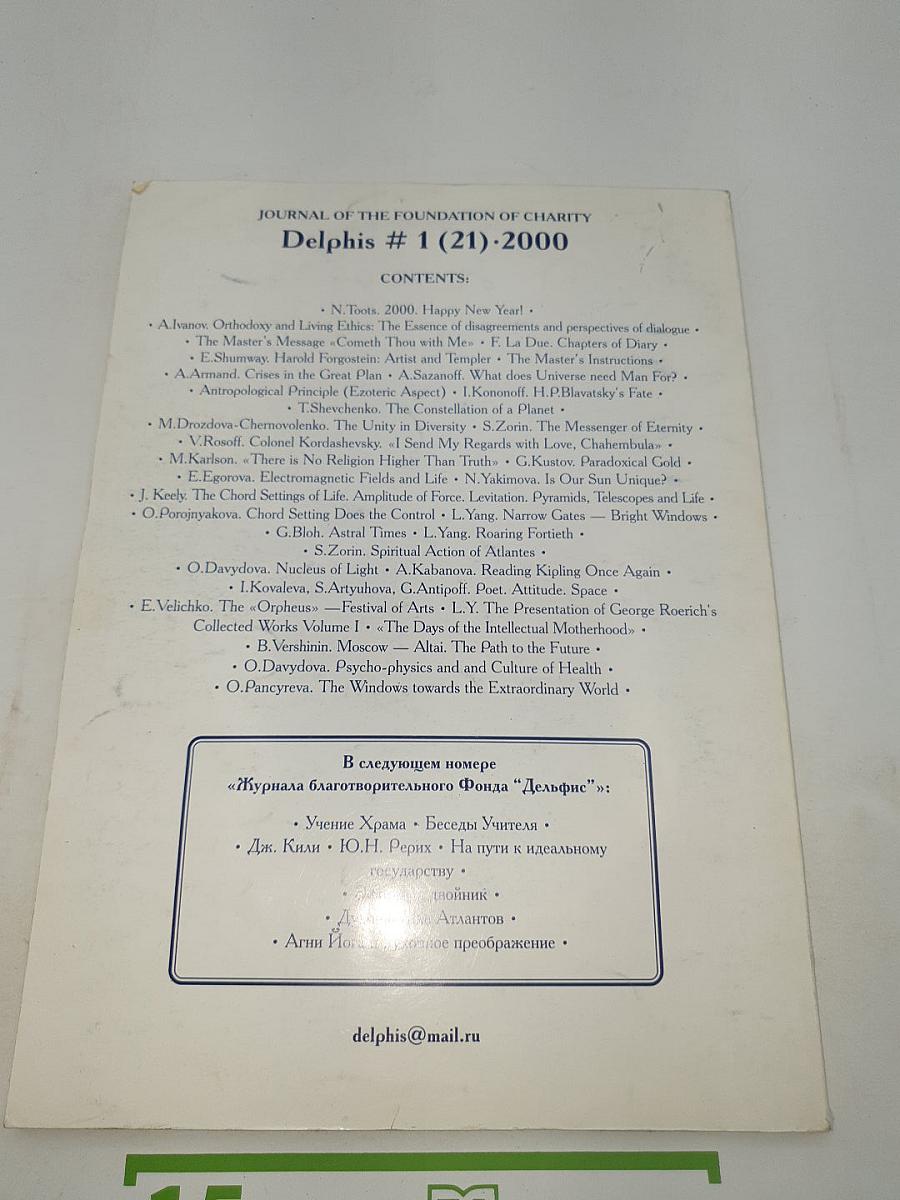 JOURNAL OF THE FOUNDATION OF CHARITY
Delphis # 1 (21)·2000
CONTENTS:
• N.Toots. 2000. Happy New Year! •
• A.Ivanov. Orthodoxy and Living Ethics: The Essence of disagreements and perspectives of dialogue •
• The Master's Message «Cometh Thou with Me» • F. La Due. Chapters of Diary •
• E.Shumway. Harold Forgostein: Artist and Templer • The Master's Instructions •
• A.Armand. Crises in the Great Plan • A.Sazanoff. What does Universe need Man For? •
• Antropological Principle (Ezoteric Aspect) • I.Kononoff. H.P.Blavatsky's Fate •
• T.Shevchenko. The Constellation of a Planet •
• M.Drozdova-Chernovolenko. The Unity in Diversity • S.Zorin. The Messenger of Eternity •
• V.Rosoff. Colonel Kordashevsky. «I Send My Regards with Love, Chahembula» •
• M.Karlson. «There is No Religion Higher Than Truth» • G.Kustov. Paradoxical Gold •
• E.Egorova. Electromagnetic Fields and Life • N.Yakimova. Is Our Sun Unique? •
• J. Keely. The Chord Settings of Life. Amplitude of Force. Levitation. Pyramids, Telescopes and Life •
• O.Porojnyakova. Chord Setting Does the Control • L.Yang. Narrow Gates — Bright Windows •
• G.Bloh. Astral Times • L.Yang. Roaring Fortieth •
• S.Zorin. Spiritual Action of Atlantes •
• O.Davydova. Nucleus of Light • A.Kabanova. Reading Kipling Once Again •
• I.Kovaleva, S.Artyuhova, G.Antipoff. Poet. Attitude. Space •
• E.Velichko. The «Orpheus» —Festival of Arts • L.Y. The Presentation of George Roerich's
Collected Works Volume I • «The Days of the Intellectual Motherhood» •
• B.Vershinin. Moscow — Altai. The Path to the Future •
• O.Davydova. Psycho-physics and and Culture of Health •
• O.Pancyreva. The Windows towards the Extraordinary World •
В следующем номере
«Журнала благотворительного Фонда "Дельфис"»:
• Учение Храма • Беседы Учителя •
• Дж. Кили • Ю.Н. Рерих • На пути к идеальному
государству •
• двойник •
• Атлантов •
• Агни Йога преображение •
delphis@mail.ru